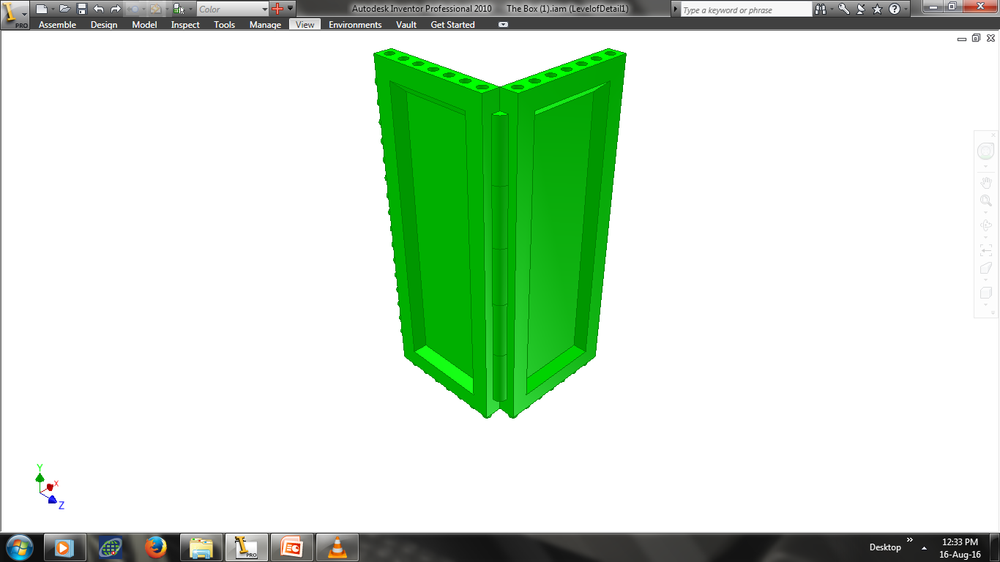 Color
Autodesk Inventor Professional 2010 The Box (1).iam (LevelofDetail1)
Type a keyword or phrase
PRO
Assemble Design Model Inspect Tools Manage View Environments Vault Get Started
Y
X
Z
PRO
Desktop
12:33 PM
16-Aug-16